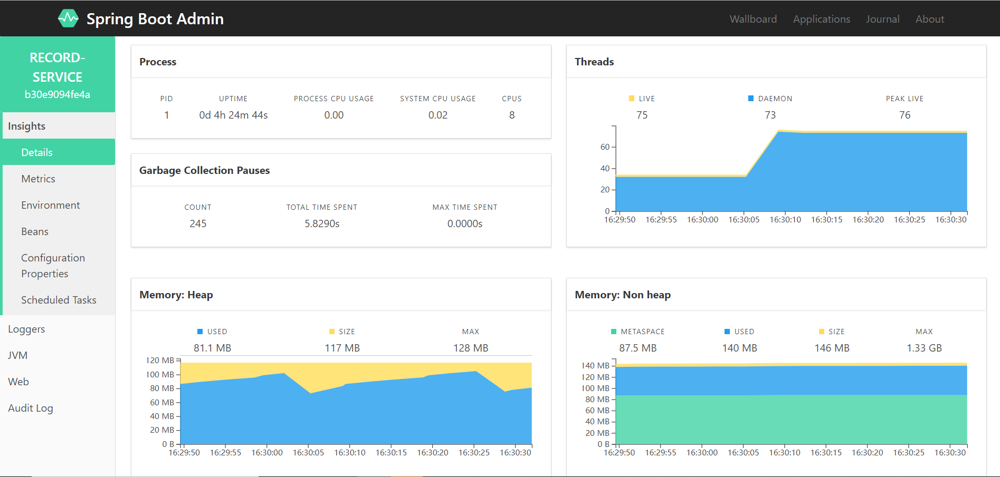 Spring Boot Admin
Wallboard Applications Journal About
RECORD-
SERVICE
b30e9094fe4a
Insights
Details
Metrics
Environment
Beans
Configuration
Properties
Scheduled Tasks
Loggers
JVM
Web
Audit Log
Process
PID UPTIME PROCESS CPU USAGE SYSTEM CPU USAGE CPUS
1 0d 4h 24m 44s 0.00 0.02 8
Garbage Collection Pauses
COUNT TOTAL TIME SPENT MAX TIME SPENT
245 5.8290s 0.0000s
Threads
LIVE DAEMON PEAK LIVE
75 73 76
60
40
20
0
16:29:50 16:29:55 16:30:00 16:30:05 16:30:10 16:30:15 16:30:20 16:30:25 16:30:30
Memory: Heap
USED SIZE MAX
81.1 MB 117 MB 128 MB
120 MB
100 MB
80 MB
60 MB
40 MB
20 MB
0 B
16:29:50 16:29:55 16:30:00 16:30:05 16:30:10 16:30:15 16:30:20 16:30:25 16:30:30
Memory: Non heap
METASPACE USED SIZE MAX
87.5 MB 140 MB 146 MB 1.33 GB
140 MB
120 MB
100 MB
80 MB
60 MB
40 MB
20 MB
0 B
16:29:50 16:29:55 16:30:00 16:30:05 16:30:10 16:30:15 16:30:20 16:30:25 16:30:30